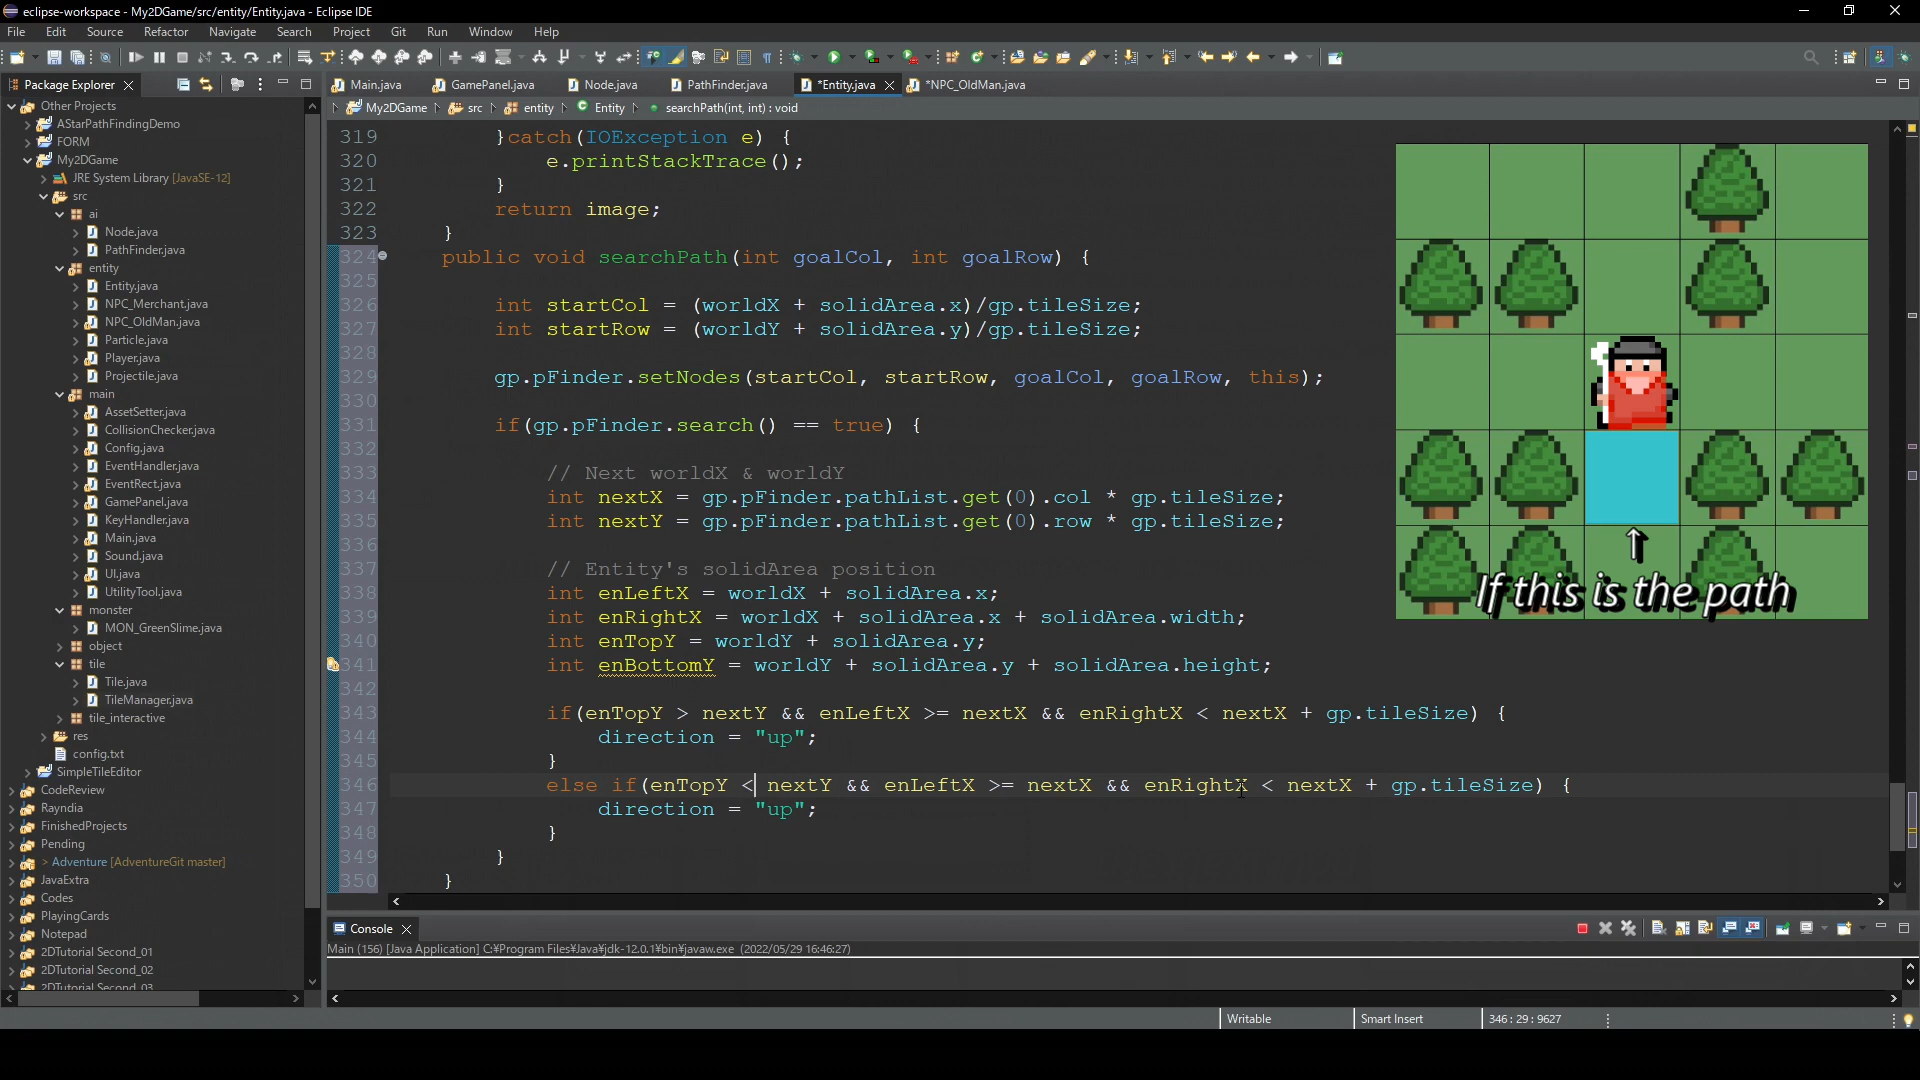 eclipse-workspace - My2DGame/src/entity/Entity.java - Eclipse IDE
File Edit Source Refactor Navigate Search Project Git Run Window Help
Package Explorer
Other Projects
AStarPathFindingDemo
FORM
My2DGame
JRE System Library [JavaSE-12]
src
ai
Node.java
PathFinder.java
entity
Entity.java
NPC_Merchant.java
NPC_OldMan.java
Particle.java
Player.java
Projectile.java
main
AssetSetter.java
CollisionChecker.java
Config.java
EventHandler.java
EventRect.java
GamePanel.java
KeyHandler.java
Main.java
Sound.java
UI.java
UtilityTool.java
monster
MON_GreenSlime.java
object
tile
Tile.java
TileManager.java
tile_interactive
res
config.txt
SimpleTileEditor
CodeReview
Rayndia
FinishedProjects
Pending
> Adventure [AdventureGit master]
JavaExtra
Codes
PlayingCards
Notepad
2DTutorial Second_01
2DTutorial Second_02
2DTutorial Second_03
Main.java GamePanel.java Node.java PathFinder.java *Entity.java *NPC_OldMan.java
My2DGame src entity Entity searchPath(int, int) : void
319 }catch(IOException e) {
320 e.printStackTrace();
321 }
322 return image;
323 }
324 public void searchPath(int goalCol, int goalRow) {
325
326 int startCol = (worldX + solidArea.x)/gp.tileSize;
327 int startRow = (worldY + solidArea.y)/gp.tileSize;
328
329 gp.pFinder.setNodes(startCol, startRow, goalCol, goalRow, this);
330
331 if(gp.pFinder.search() == true) {
332
333 // Next worldX & worldY
334 int nextX = gp.pFinder.pathList.get(0).col * gp.tileSize;
335 int nextY = gp.pFinder.pathList.get(0).row * gp.tileSize;
336
337 // Entity's solidArea position
338 int enLeftX = worldX + solidArea.x;
339 int enRightX = worldX + solidArea.x + solidArea.width;
340 int enTopY = worldY + solidArea.y;
341 int enBottomY = worldY + solidArea.y + solidArea.height;
342
343 if(enTopY > nextY && enLeftX >= nextX && enRightX < nextX + gp.tileSize) {
344 direction = "up";
345 }
346 else if(enTopY < nextY && enLeftX >= nextX && enRightX < nextX + gp.tileSize) {
347 direction = "up";
348 }
349 }
350 }
If this is the path
Console
Main (156) [Java Application] C:¥Program Files¥Java¥jdk-12.0.1¥bin¥javaw.exe (2022/05/29 16:46:27)
Writable Smart Insert 346 : 29 : 9627